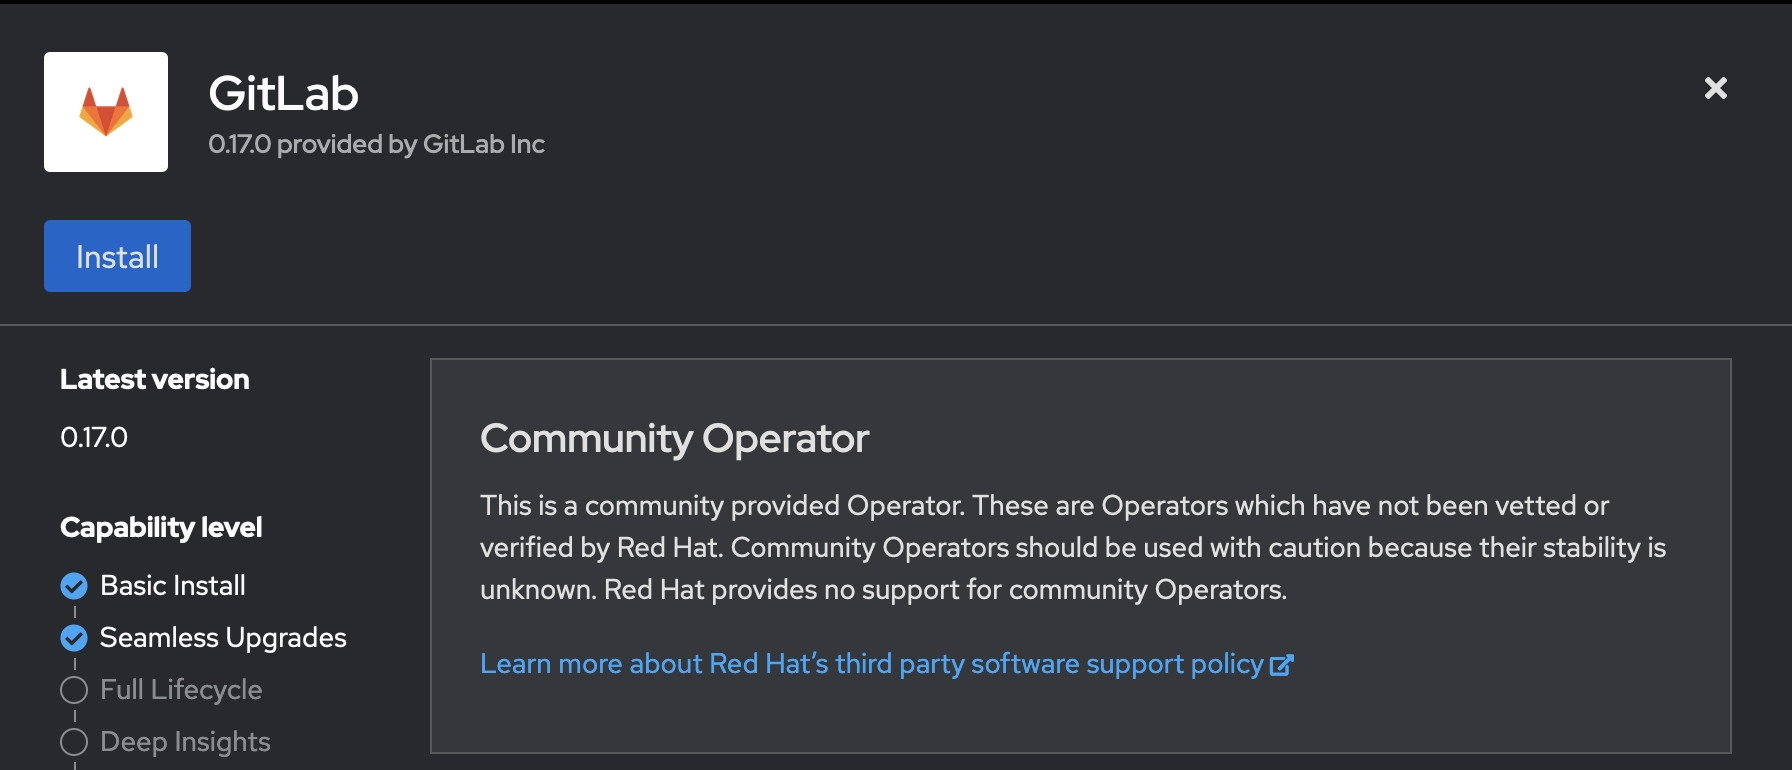 GitLab
0.17.0 provided by GitLab Inc
Install
Latest version
0.17.0
Capability level
Basic Install
Seamless Upgrades
Full Lifecycle
Deep Insights
Community Operator
This is a community provided Operator. These are Operators which have not been vetted or
verified by Red Hat. Community Operators should be used with caution because their stability is
unknown. Red Hat provides no support for community Operators.
Learn more about Red Hat’s third party software support policy